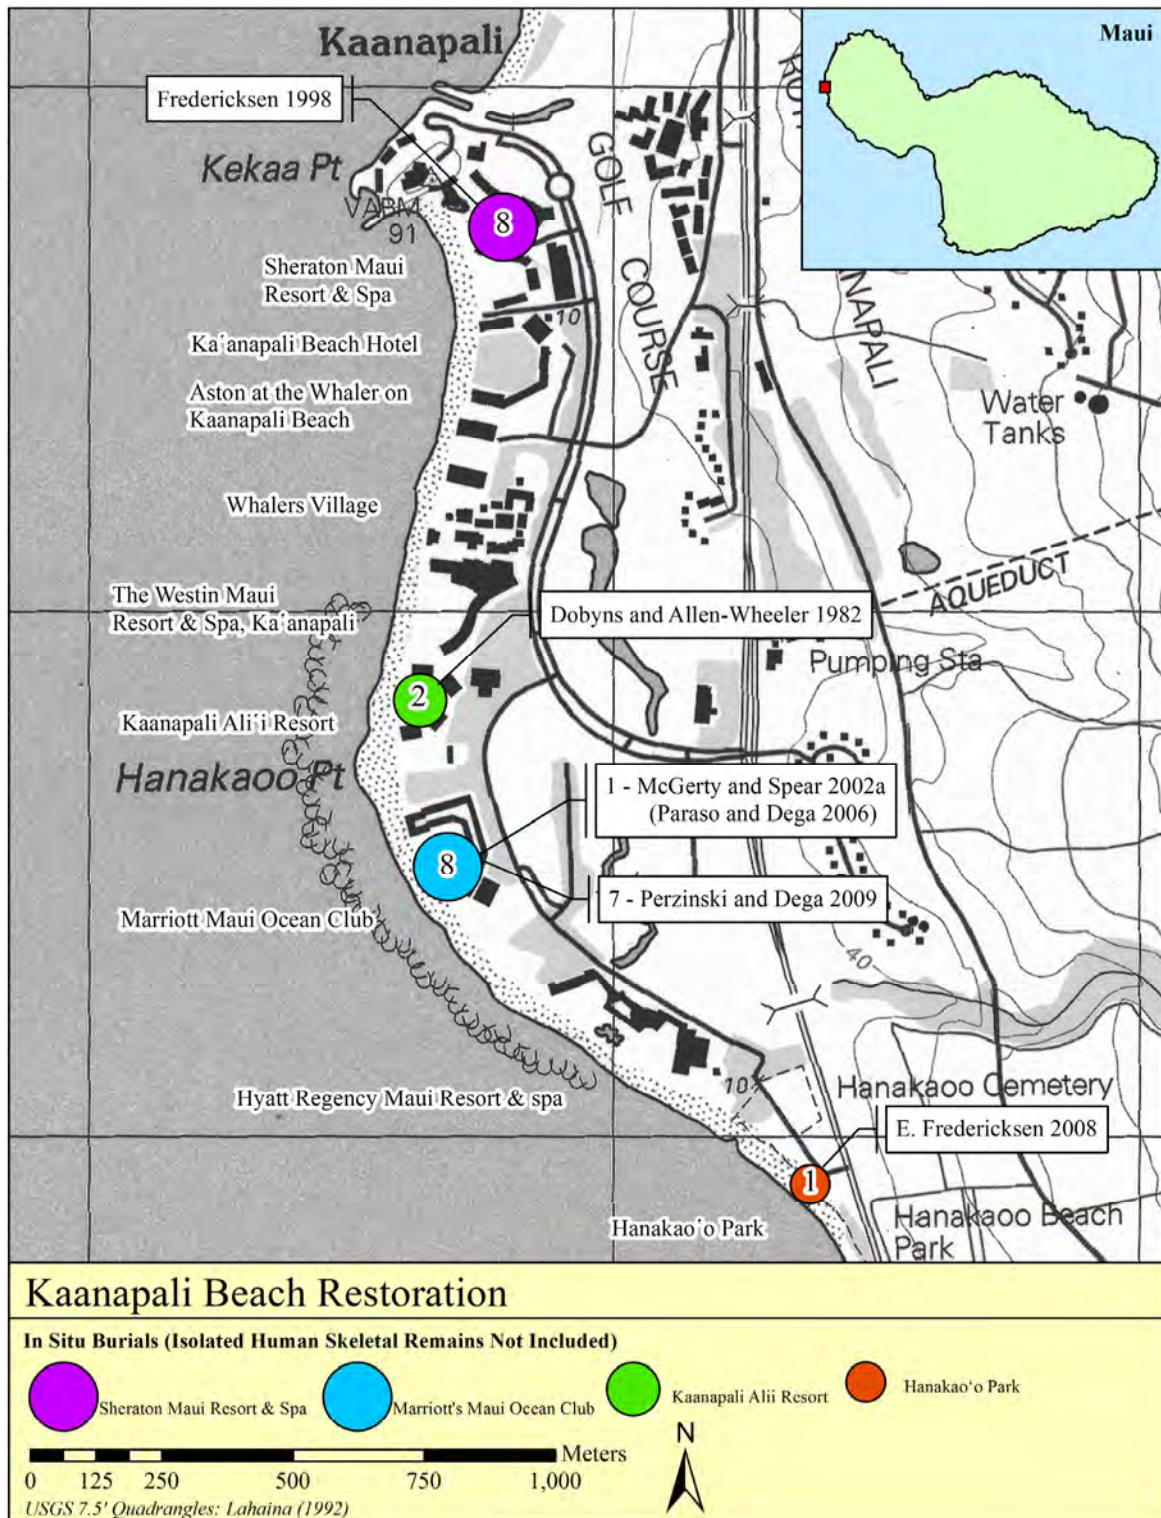 Kaanapali
Maui
Fredericksen 1998
Kekaa Pt
VABM
91
8
GOLF
COURSE
Sheraton Maui
Resort & Spa
10
NAPALI
Ka'anapali Beach Hotel
Aston at the Whaler on
Kaanapali Beach
Water
Tanks
Whalers Village
AQUEDUCT
The Westin Maui
Resort & Spa, Ka'anapali
Dobyns and Allen-Wheeler 1982
Pumping Sta
2
Kaanapali Ali'i Resort
Hanakaoo Pt
1 - McGerty and Spear 2002a
(Paraso and Dega 2006)
8
7 - Perzinski and Dega 2009
Marriott Maui Ocean Club
40
10
Hanakaoo Cemetery
Hyatt Regency Maui Resort & spa
E. Fredericksen 2008
1
Hanakao'o Park
Hanakaoo Beach
Park
Kaanapali Beach Restoration
In Situ Burials (Isolated Human Skeletal Remains Not Included)
Sheraton Maui Resort & Spa
Marriott's Maui Ocean Club
Kaanapali Alii Resort
Hanakao‘o Park
Meters
0 125 250 500 750 1,000
N
USGS 7.5' Quadrangles: Lahaina (1992)